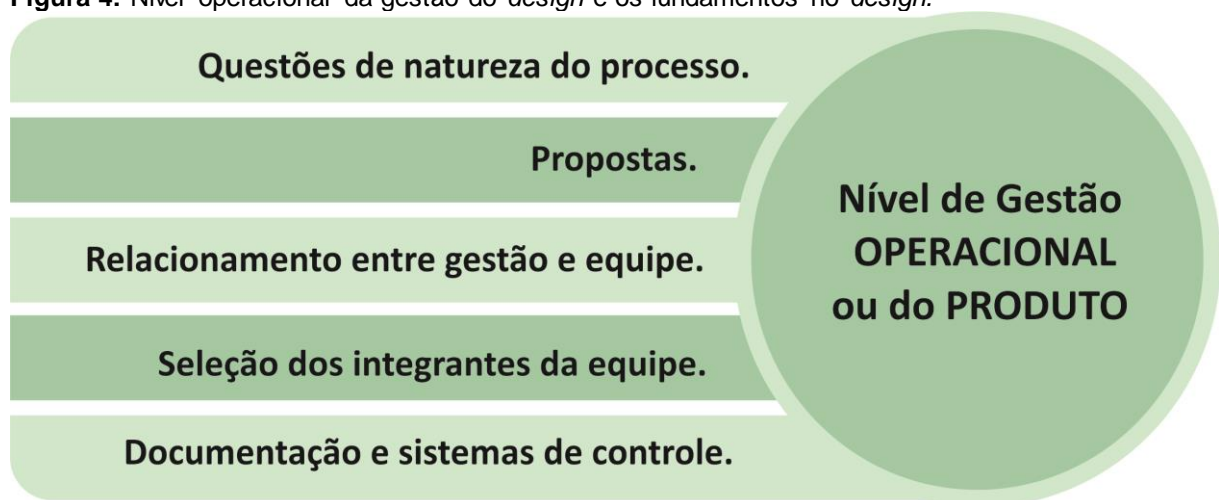 Figura 4. Nível operacional da gestão do design e os fundamentos no design.
Questões de natureza do processo.
Propostas.
Relacionamento entre gestão e equipe.
Seleção dos integrantes da equipe.
Documentação e sistemas de controle.
Nível de Gestão
OPERACIONAL
ou do PRODUTO